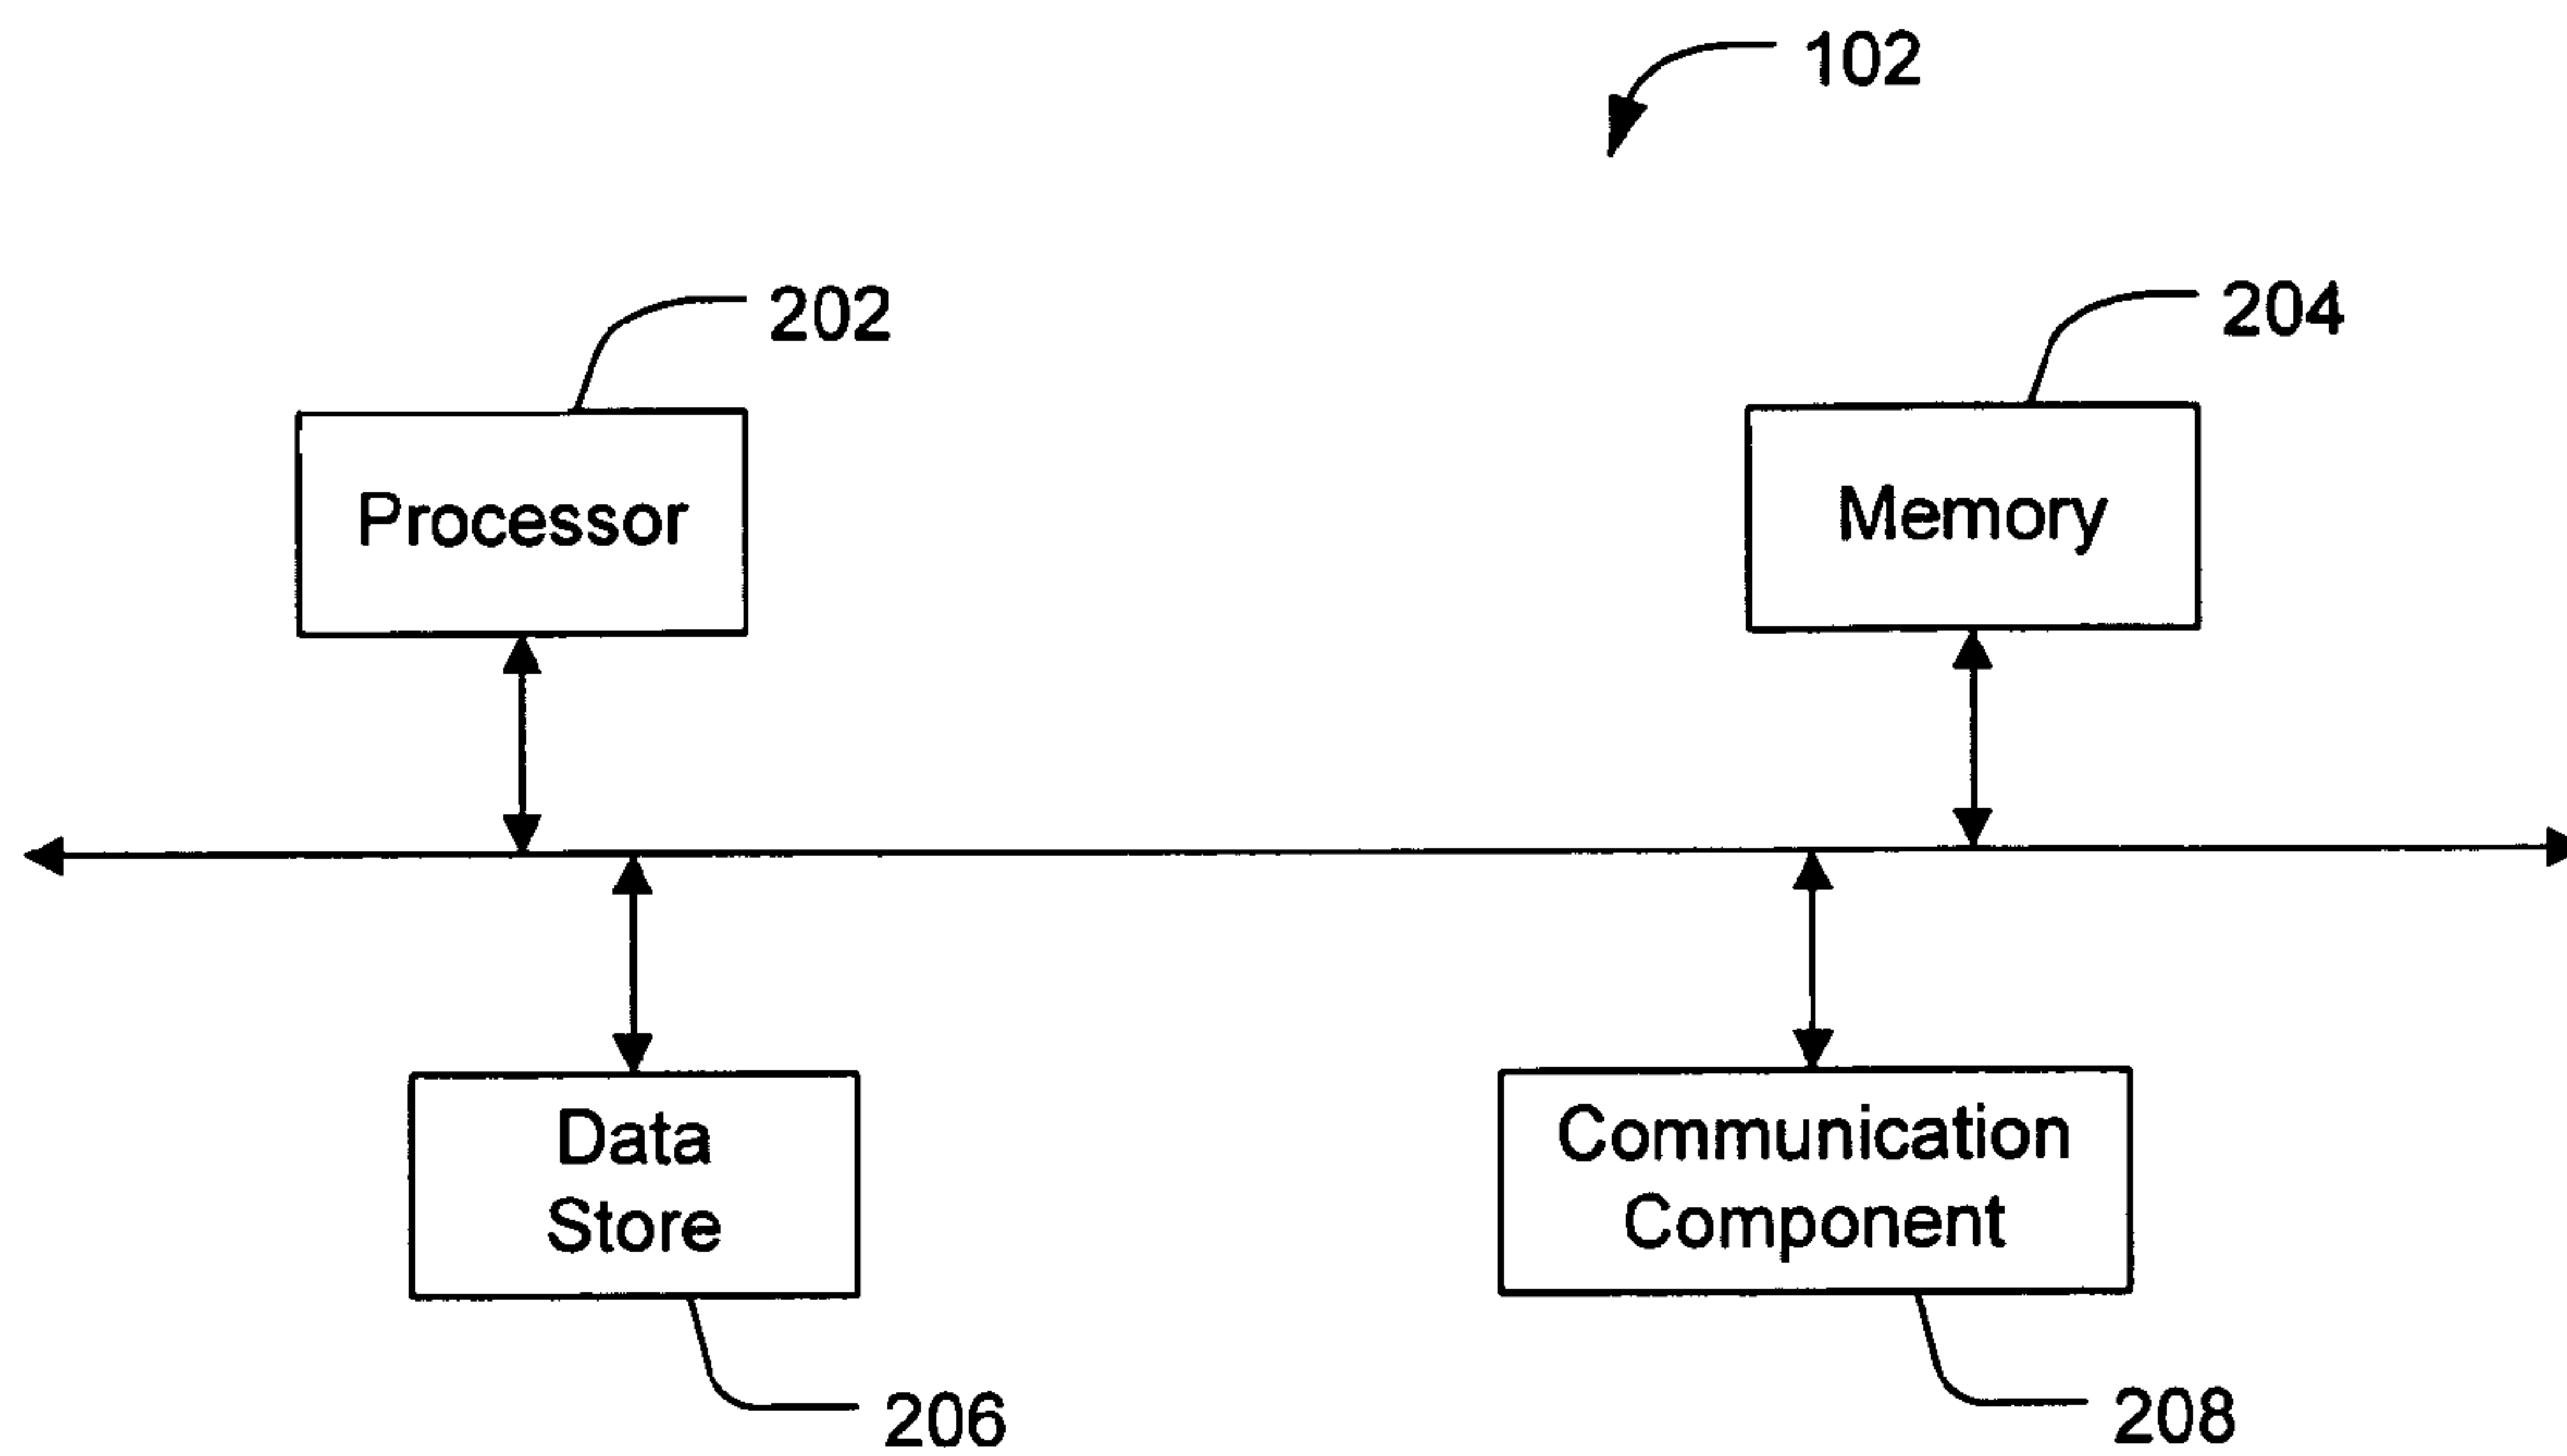 102
202
204
Processor
Memory
Data
Store
Communication
Component
206
208